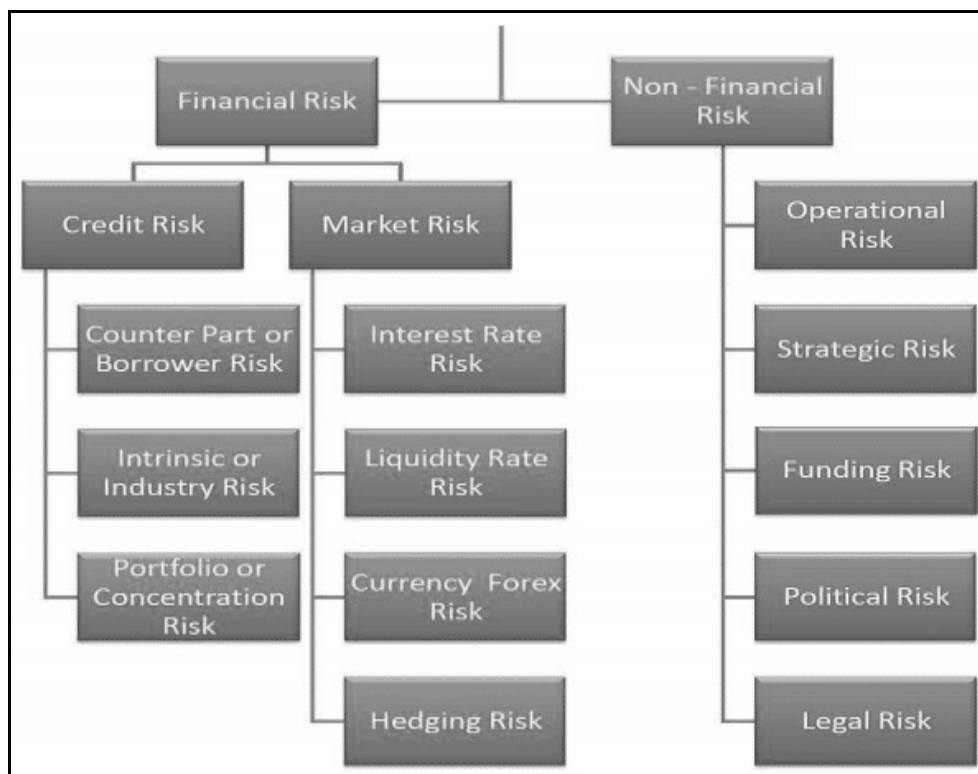 Financial Risk
Non - Financial
Risk
Credit Risk
Market Risk
Operational
Risk
Counter Part or
Borrower Risk
Interest Rate
Risk
Strategic Risk
Intrinsic or
Industry Risk
Liquidity Rate
Risk
Funding Risk
Portfolio or
Concentration
Risk
Currency Forex
Risk
Political Risk
Hedging Risk
Legal Risk